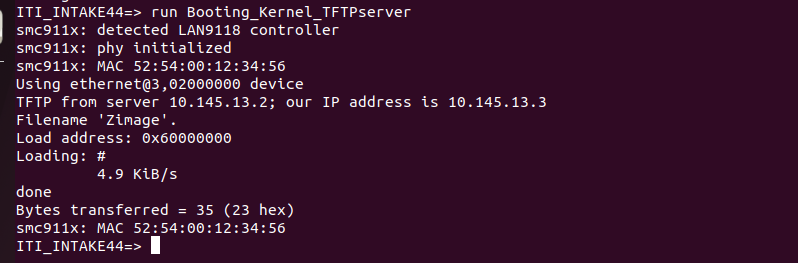 ITI_INTAKE44=> run Booting_Kernel_TFTPserver
smc911x: detected LAN9118 controller
smc911x: phy initialized
smc911x: MAC 52:54:00:12:34:56
Using ethernet@3,02000000 device
TFTP from server 10.145.13.2; our IP address is 10.145.13.3
Filename 'Zimage'.
Load address: 0x60000000
Loading: #
4.9 KiB/s
done
Bytes transferred = 35 (23 hex)
smc911x: MAC 52:54:00:12:34:56
ITI_INTAKE44=>